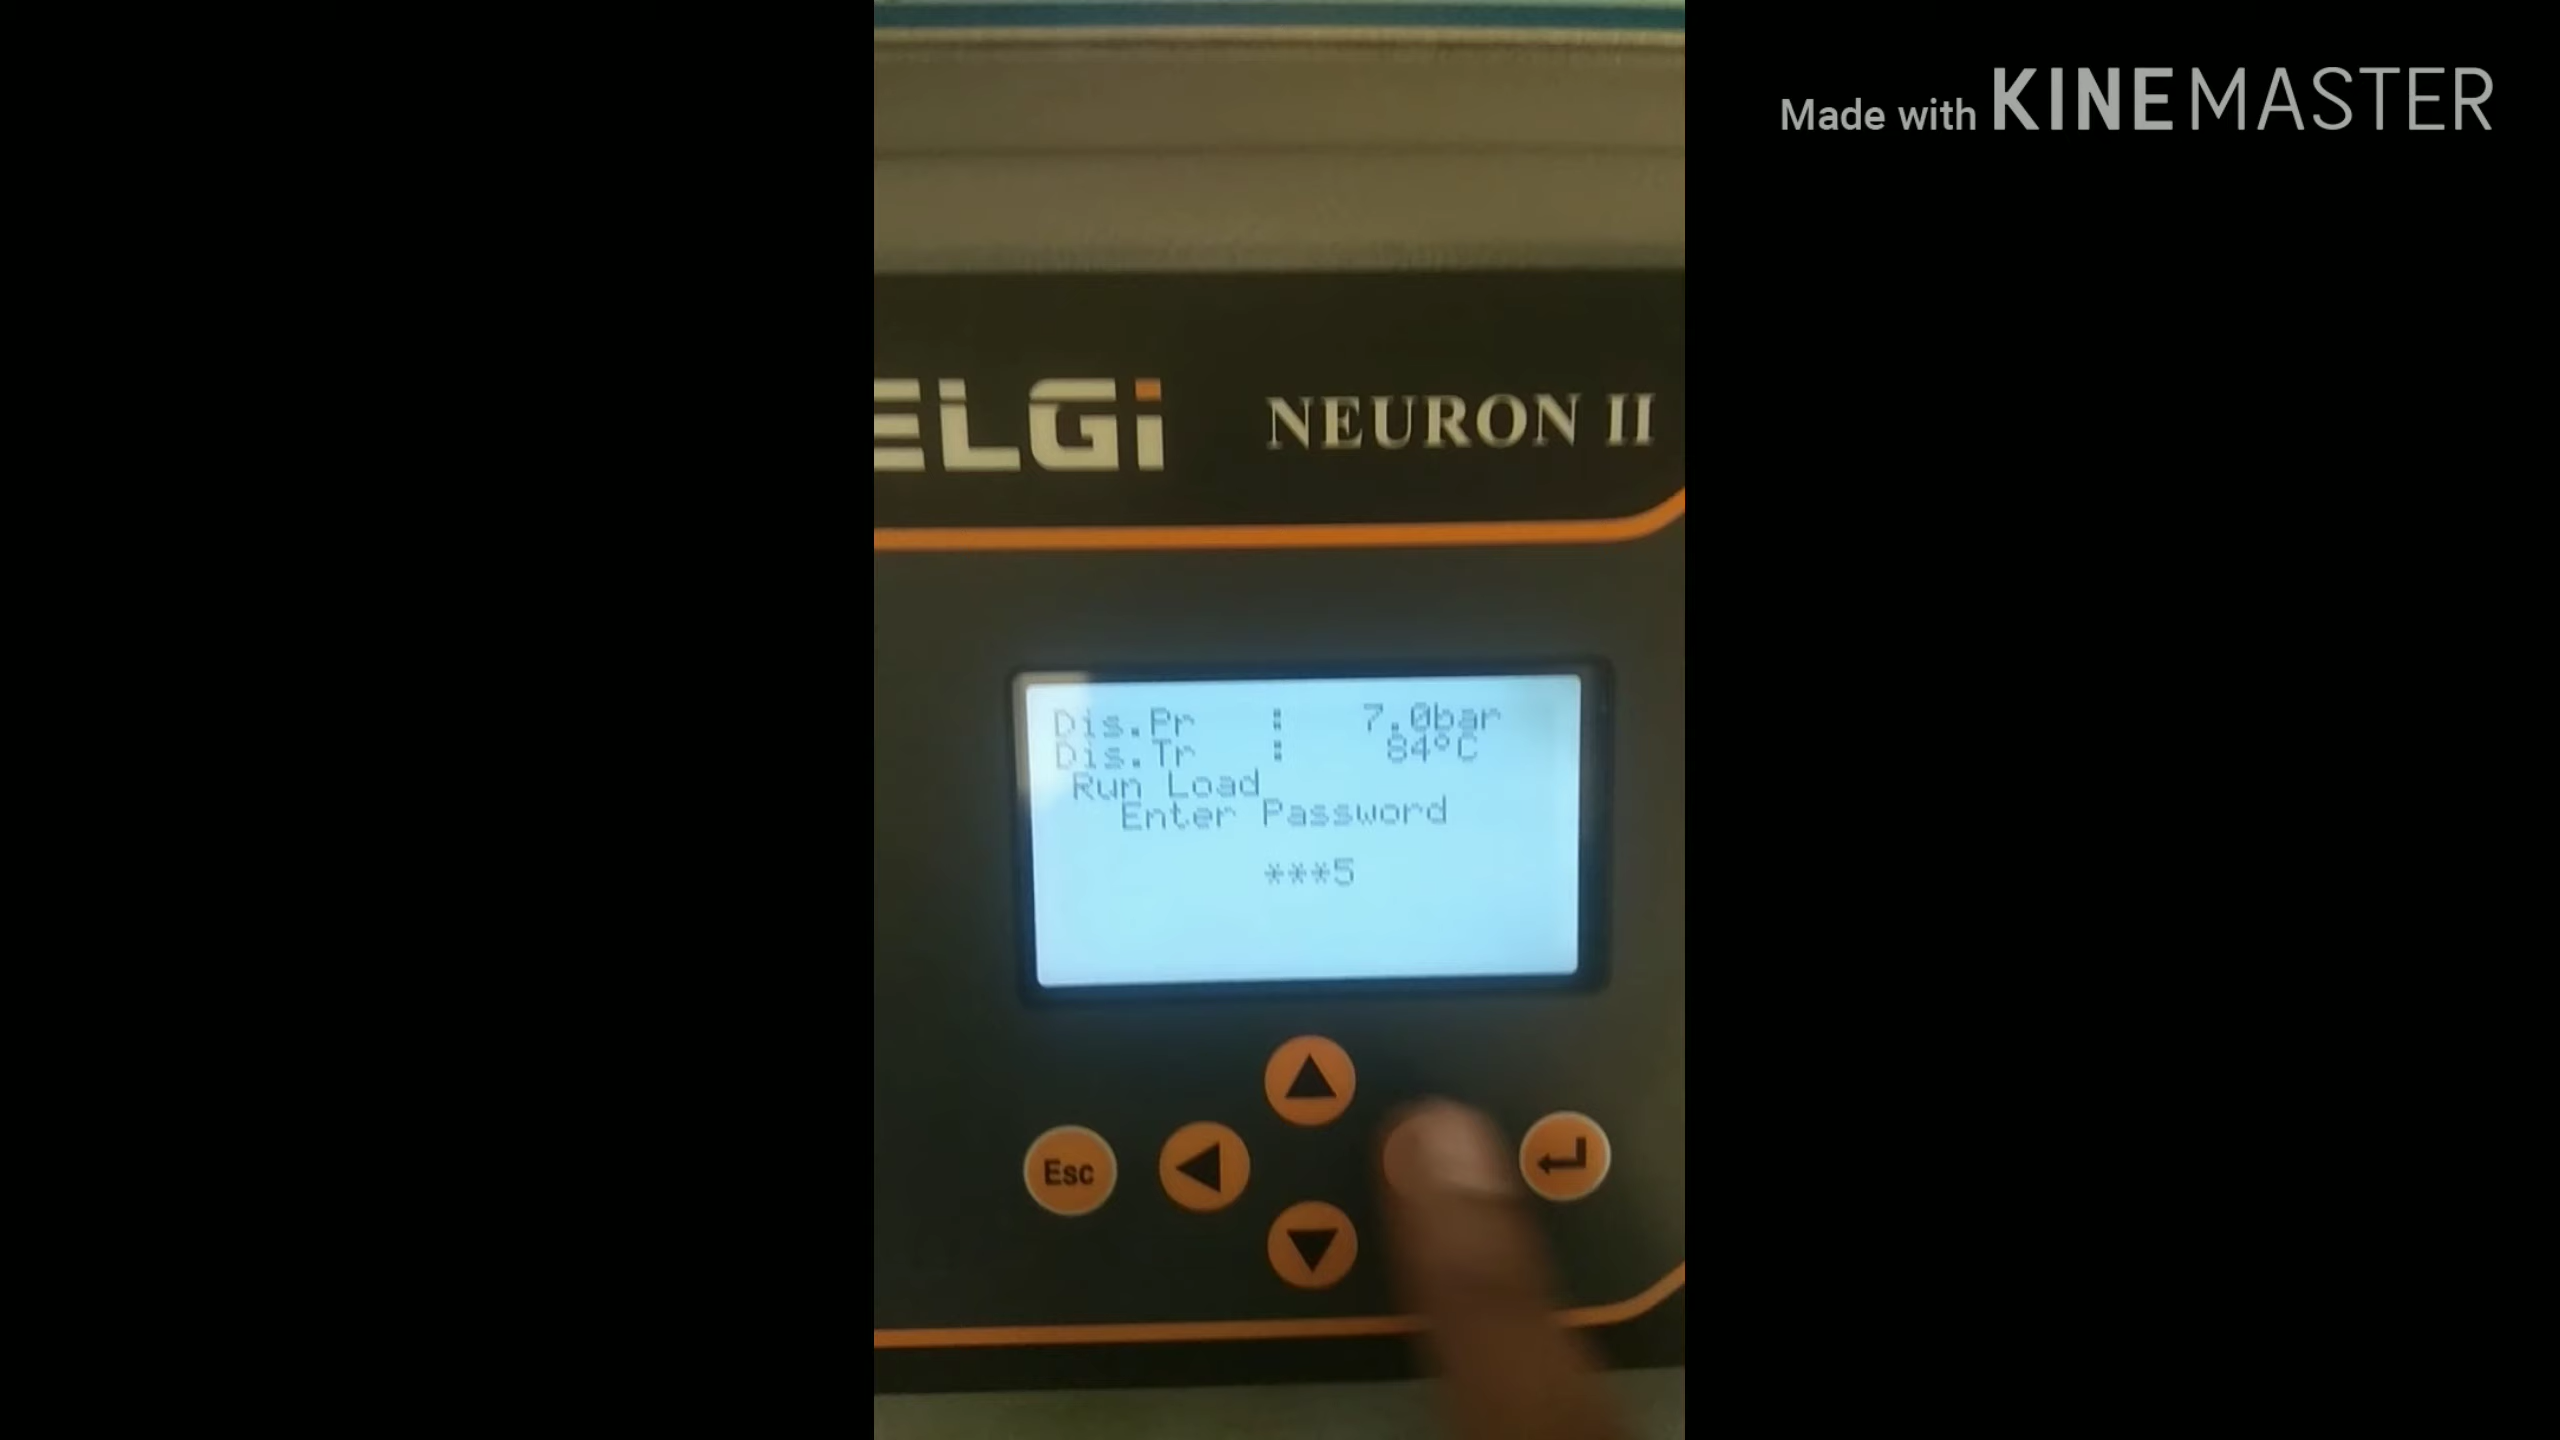 Made with KINEMASTER
ELGi NEURON II
Dis.Pr : 7.0bar
Dis.Tr : 84°C
Run Load
Enter Password
***5
Esc